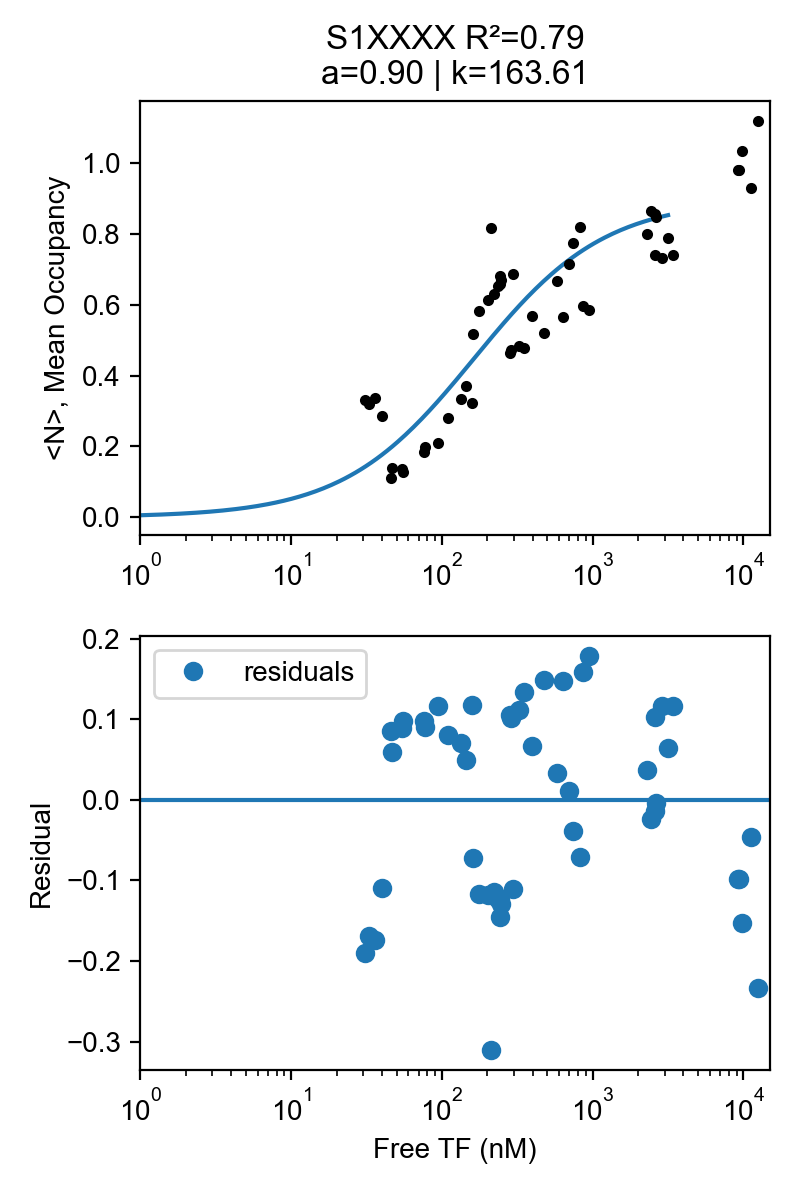 S1XXXX R²=0.79
a=0.90 | k=163.61
<N>, Mean Occupancy
1.0
0.8
0.6
0.4
0.2
0.0
10⁰ 10¹ 10² 10³ 10⁴
residuals
Residual
0.2
0.1
0.0
−0.1
−0.2
−0.3
10⁰ 10¹ 10² 10³ 10⁴
Free TF (nM)